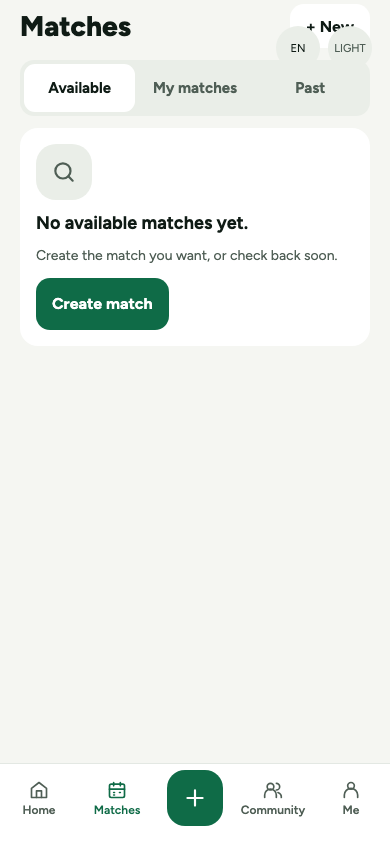 Matches
+ New
EN
LIGHT
Available
My matches
Past
No available matches yet.
Create the match you want, or check back soon.
Create match
Home
Matches
Community
Me